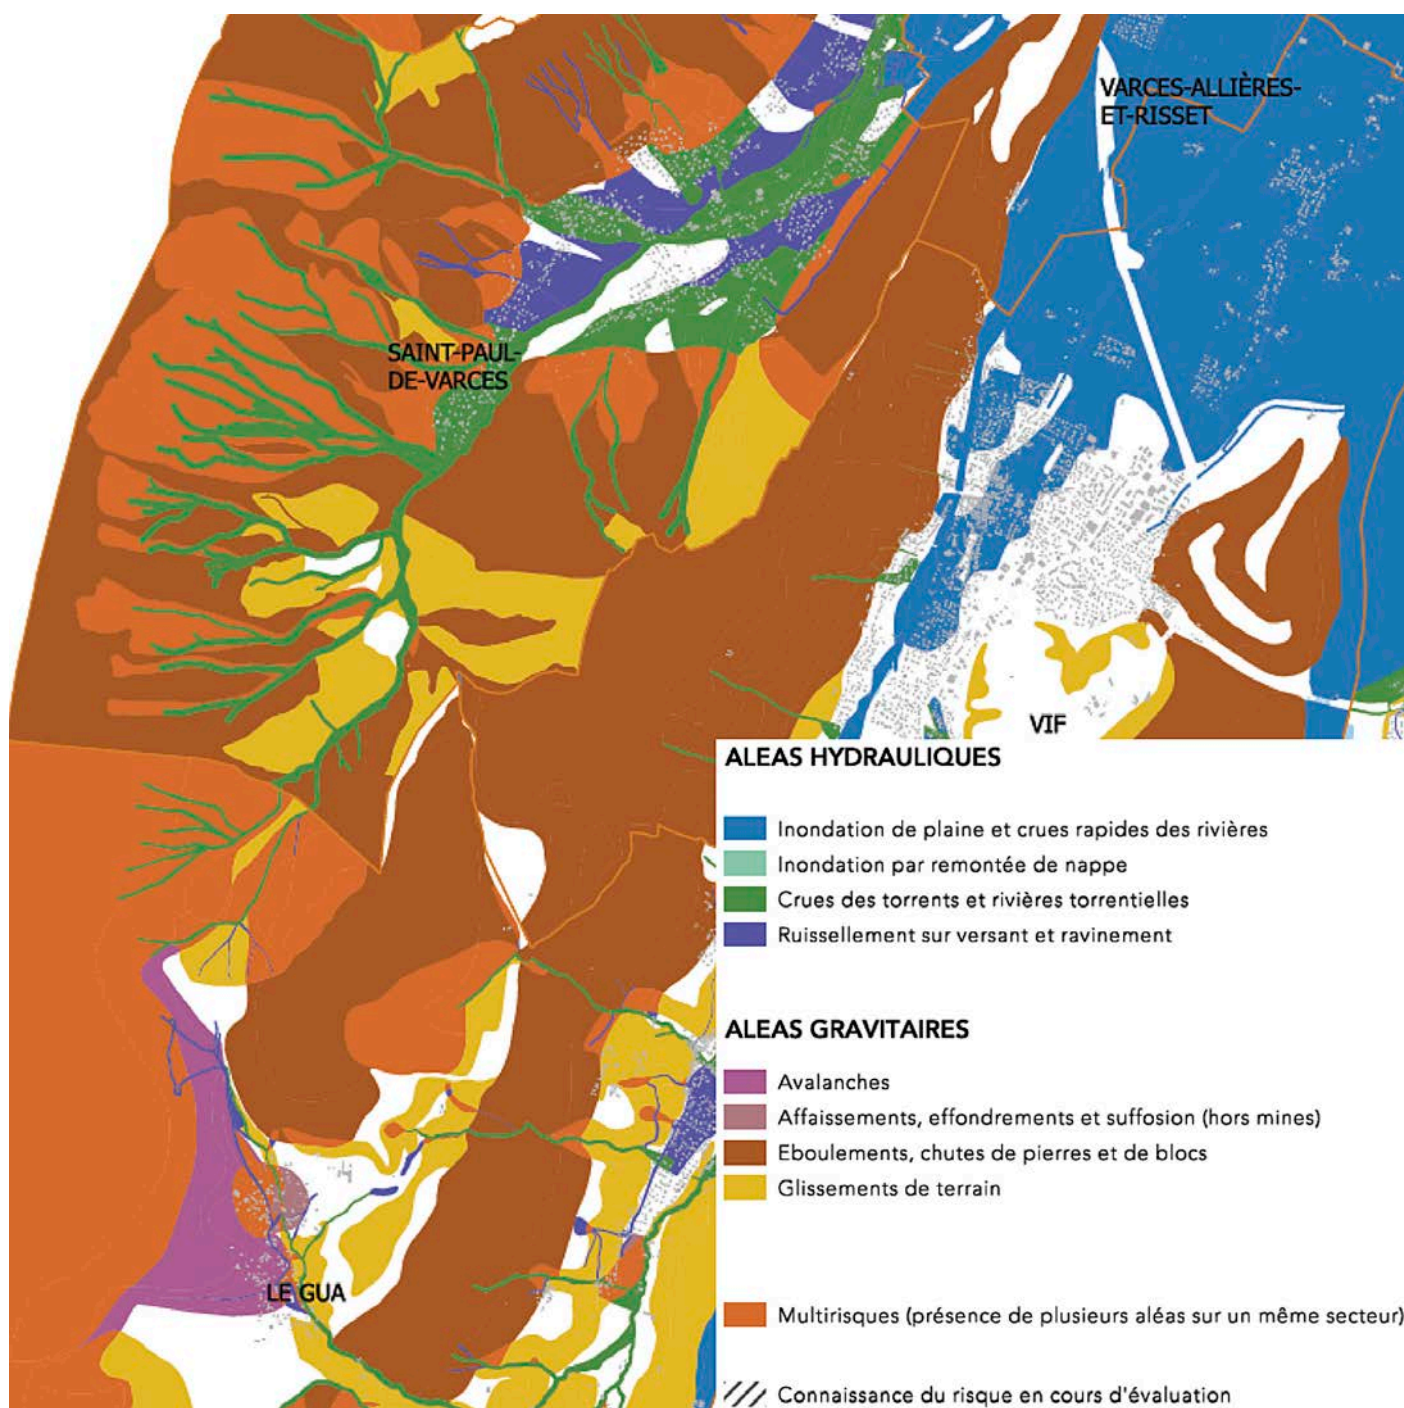 VARCES-ALLIÈRES-
ET-RISSET
SAINT-PAUL-
DE-VARCES
VIF
LE GUA
ALEAS HYDRAULIQUES
Inondation de plaine et crues rapides des rivières
Inondation par remontée de nappe
Crues des torrents et rivières torrentielles
Ruissellement sur versant et ravinement
ALEAS GRAVITAIRES
Avalanches
Affaissements, effondrements et suffosion (hors mines)
Eboulements, chutes de pierres et de blocs
Glissements de terrain
Multirisques (présence de plusieurs aléas sur un même secteur)
Connaissance du risque en cours d'évaluation